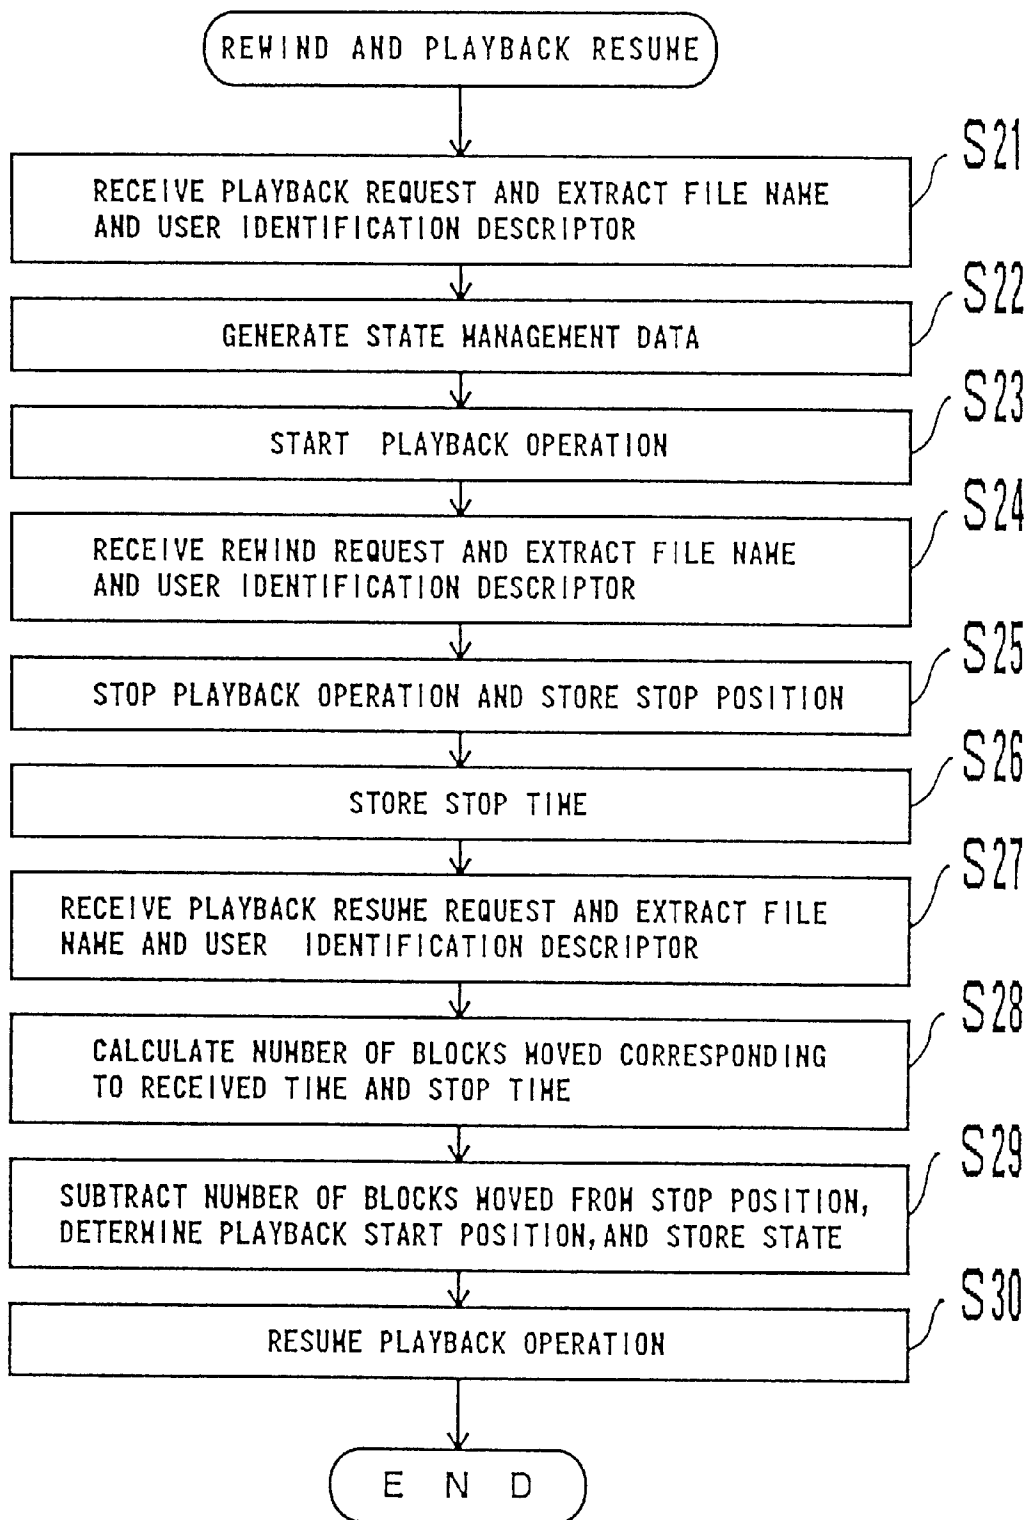 REWIND AND PLAYBACK RESUME
S21
RECEIVE PLAYBACK REQUEST AND EXTRACT FILE NAME
AND USER IDENTIFICATION DESCRIPTOR
S22
GENERATE STATE MANAGEMENT DATA
S23
START PLAYBACK OPERATION
S24
RECEIVE REWIND REQUEST AND EXTRACT FILE NAME
AND USER IDENTIFICATION DESCRIPTOR
S25
STOP PLAYBACK OPERATION AND STORE STOP POSITION
S26
STORE STOP TIME
S27
RECEIVE PLAYBACK RESUME REQUEST AND EXTRACT FILE
NAME AND USER IDENTIFICATION DESCRIPTOR
S28
CALCULATE NUMBER OF BLOCKS MOVED CORRESPONDING
TO RECEIVED TIME AND STOP TIME
S29
SUBTRACT NUMBER OF BLOCKS MOVED FROM STOP POSITION,
DETERMINE PLAYBACK START POSITION, AND STORE STATE
S30
RESUME PLAYBACK OPERATION
END